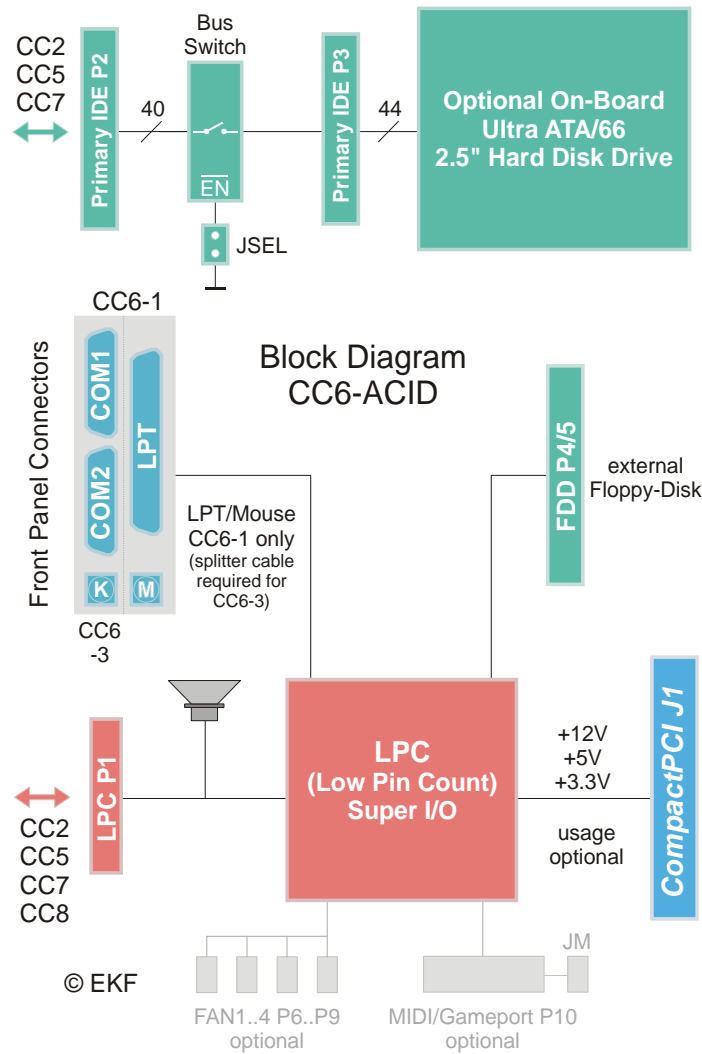 CC2
CC5
CC7
Primary IDE P2
40
Bus
Switch
EN
JSEL
Primary IDE P3
44
Optional On-Board
Ultra ATA/66
2.5" Hard Disk Drive
CC6-1
Front Panel Connectors
COM1
COM2
LPT
K
M
CC6
-3
Block Diagram
CC6-ACID
LPT/Mouse
CC6-1 only
(splitter cable
required for
CC6-3)
FDD P4/5
external
Floppy-Disk
LPC P1
CC2
CC5
CC7
CC8
LPC
(Low Pin Count)
Super I/O
+12V
+5V
+3.3V
usage
optional
CompactPCI J1
© EKF
FAN1..4 P6..P9
optional
JM
MIDI/Gameport P10
optional